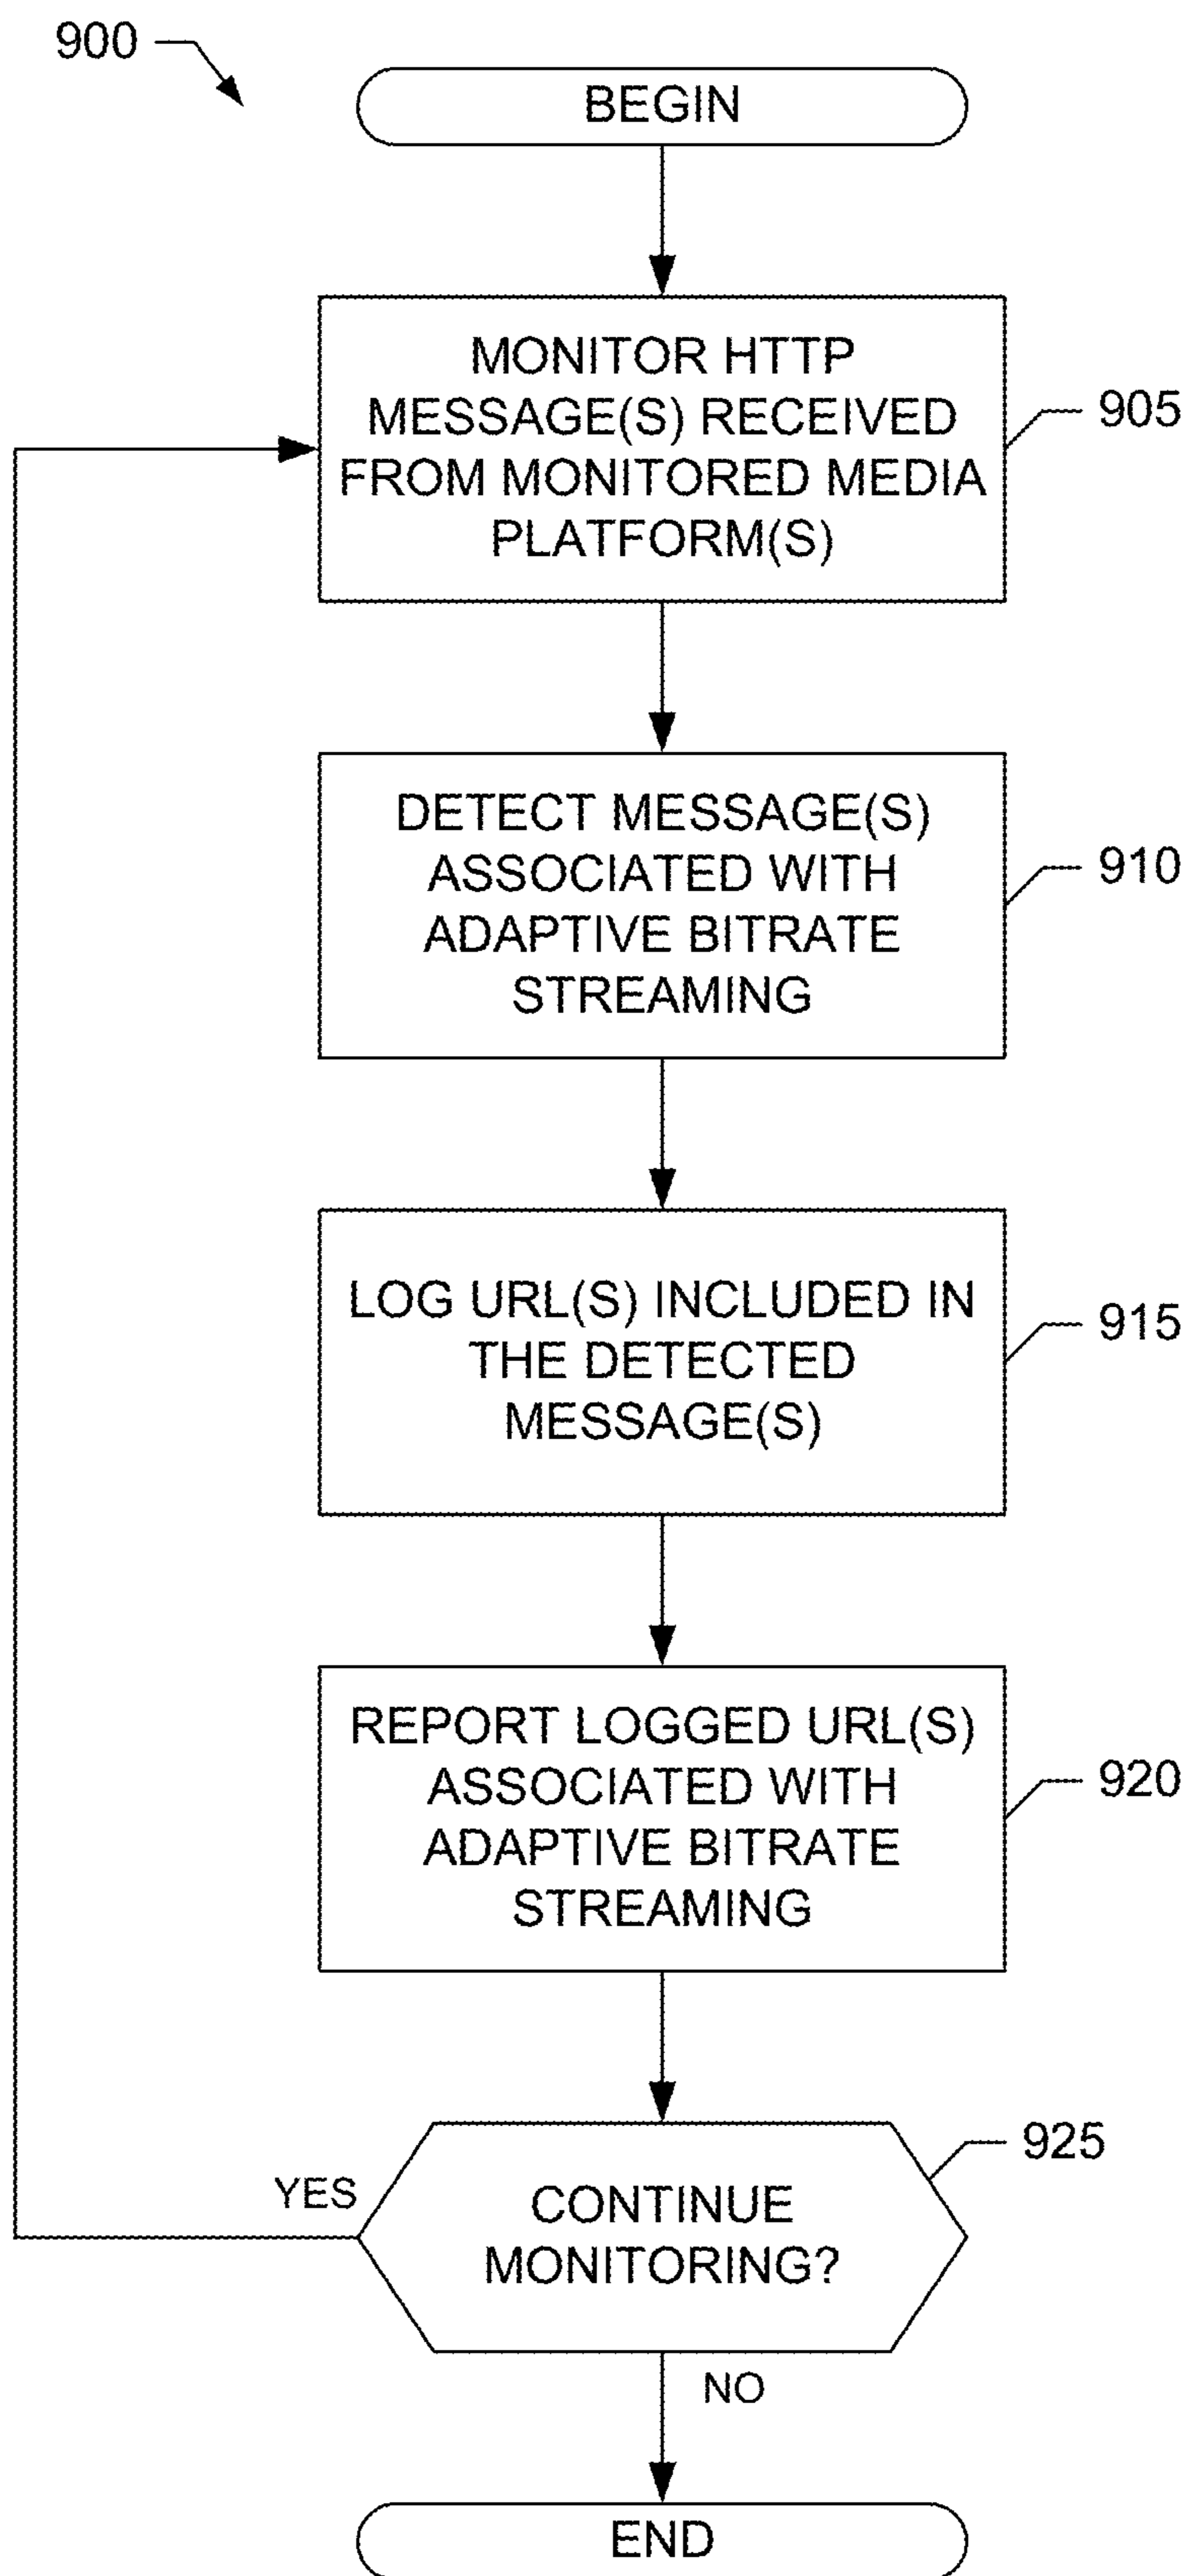 900
BEGIN
MONITOR HTTP
MESSAGE(S) RECEIVED
FROM MONITORED MEDIA
PLATFORM(S)
905
DETECT MESSAGE(S)
ASSOCIATED WITH
ADAPTIVE BITRATE
STREAMING
910
LOG URL(S) INCLUDED IN
THE DETECTED
MESSAGE(S)
915
REPORT LOGGED URL(S)
ASSOCIATED WITH
ADAPTIVE BITRATE
STREAMING
920
CONTINUE
MONITORING?
925
YES
NO
END